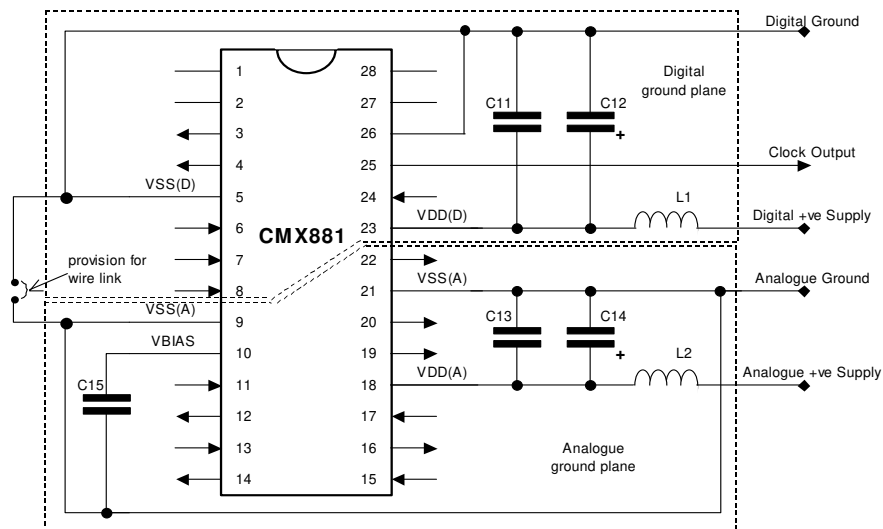 Digital Ground
1
28
Digital
ground plane
2
27
C11
C12
3
26
+
4
25
Clock Output
VSS(D)
5
24
L1
6
CMX881
23
VDD(D)
Digital +ve Supply
provision for
wire link
7
22
8
21
VSS(A)
Analogue Ground
VSS(A)
9
20
C13
C14
VBIAS
10
19
+
L2
C15
11
18
VDD(A)
Analogue +ve Supply
12
17
13
16
Analogue
ground plane
14
15